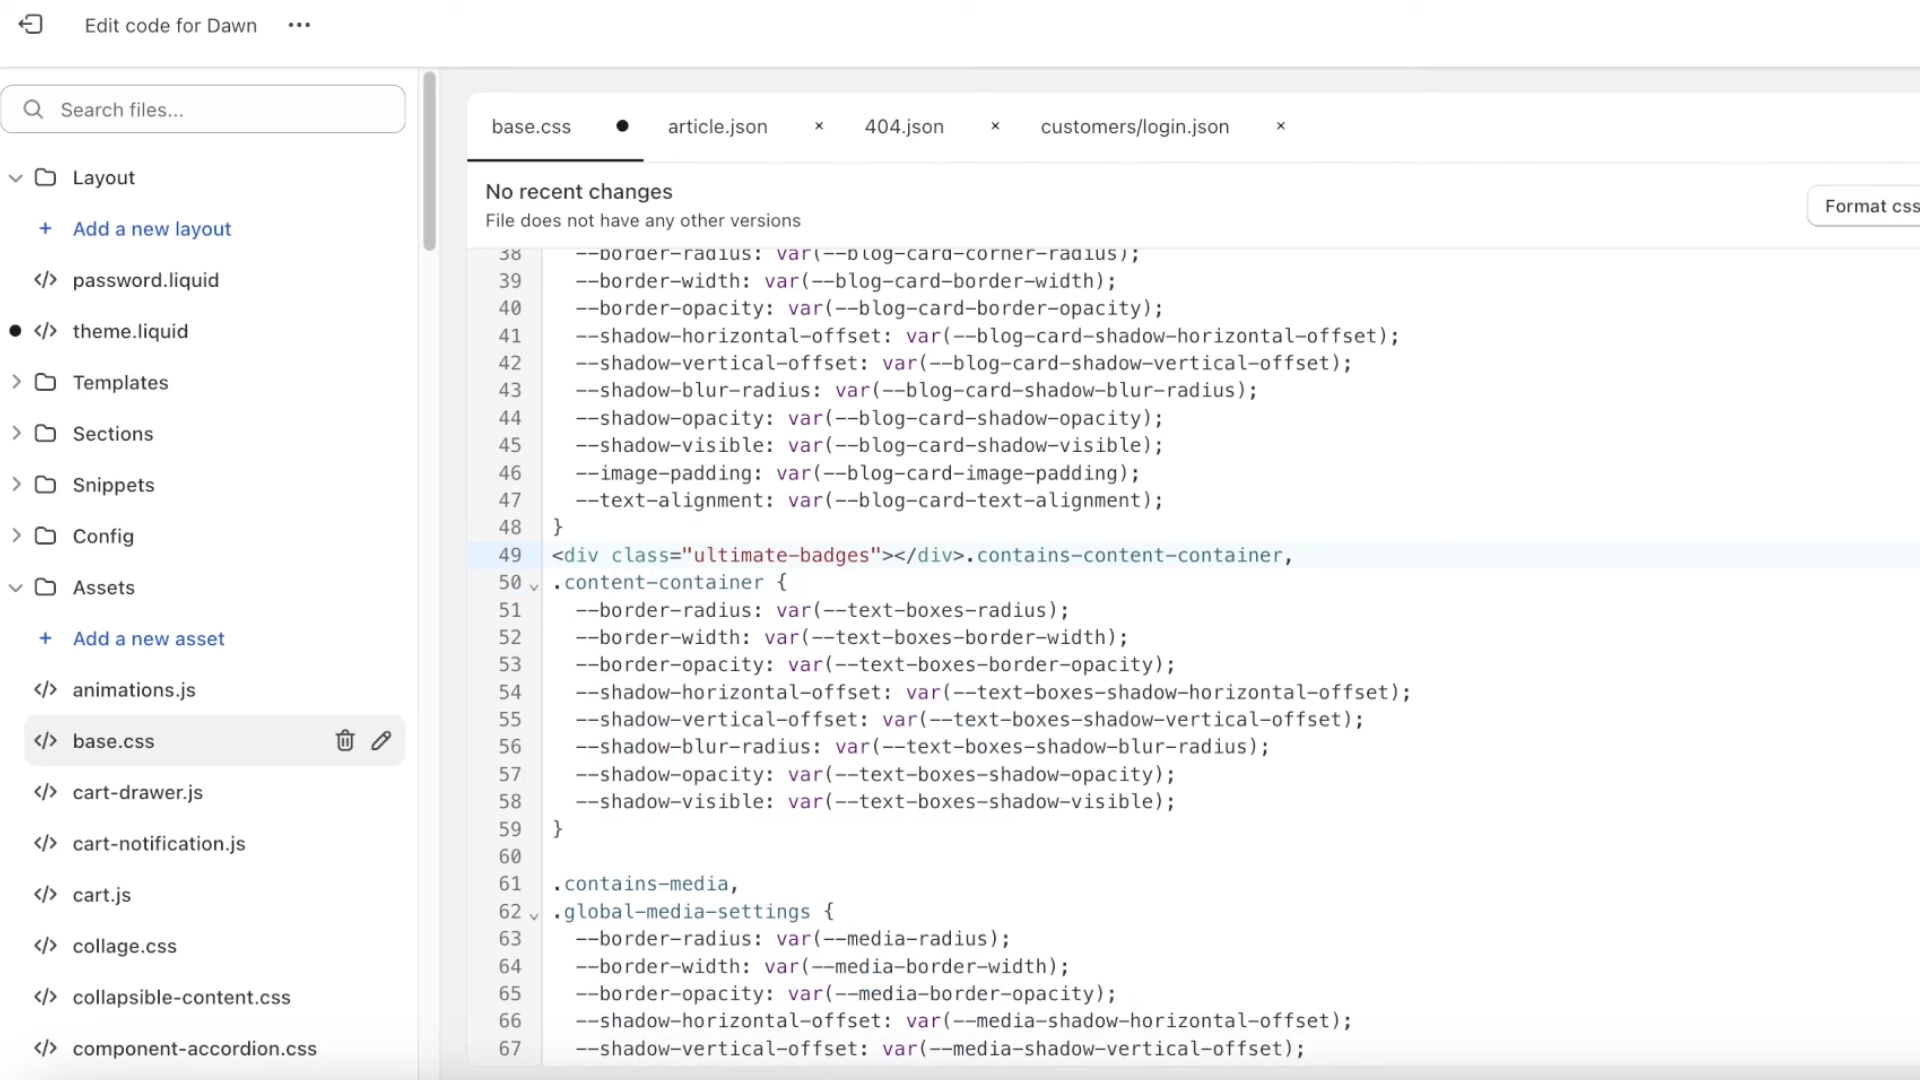 Edit code for Dawn
Search files...
Layout
Add a new layout
password.liquid
theme.liquid
Templates
Sections
Snippets
Config
Assets
Add a new asset
animations.js
base.css
cart-drawer.js
cart-notification.js
cart.js
collage.css
collapsible-content.css
component-accordion.css
base.css article.json × 404.json × customers/login.json ×
No recent changes
File does not have any other versions
Format css
38 --border-radius: var(--blog-card-corner-radius);
39 --border-width: var(--blog-card-border-width);
40 --border-opacity: var(--blog-card-border-opacity);
41 --shadow-horizontal-offset: var(--blog-card-shadow-horizontal-offset);
42 --shadow-vertical-offset: var(--blog-card-shadow-vertical-offset);
43 --shadow-blur-radius: var(--blog-card-shadow-blur-radius);
44 --shadow-opacity: var(--blog-card-shadow-opacity);
45 --shadow-visible: var(--blog-card-shadow-visible);
46 --image-padding: var(--blog-card-image-padding);
47 --text-alignment: var(--blog-card-text-alignment);
48 }
49 <div class="ultimate-badges"></div>.contains-content-container,
50 .content-container {
51 --border-radius: var(--text-boxes-radius);
52 --border-width: var(--text-boxes-border-width);
53 --border-opacity: var(--text-boxes-border-opacity);
54 --shadow-horizontal-offset: var(--text-boxes-shadow-horizontal-offset);
55 --shadow-vertical-offset: var(--text-boxes-shadow-vertical-offset);
56 --shadow-blur-radius: var(--text-boxes-shadow-blur-radius);
57 --shadow-opacity: var(--text-boxes-shadow-opacity);
58 --shadow-visible: var(--text-boxes-shadow-visible);
59 }
60
61 .contains-media,
62 .global-media-settings {
63 --border-radius: var(--media-radius);
64 --border-width: var(--media-border-width);
65 --border-opacity: var(--media-border-opacity);
66 --shadow-horizontal-offset: var(--media-shadow-horizontal-offset);
67 --shadow-vertical-offset: var(--media-shadow-vertical-offset);